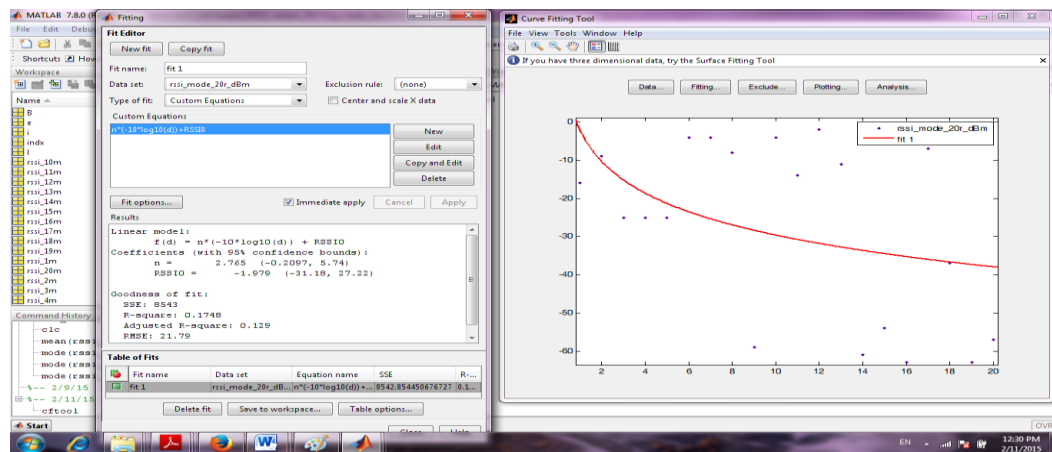 MATLAB 7.8.0 (R
File Edit Debu
Shortcuts How
Workspace
Name
B
e
i
indx
l
rssi_10m
rssi_11m
rssi_12m
rssi_13m
rssi_14m
rssi_15m
rssi_16m
rssi_17m
rssi_18m
rssi_19m
rssi_1m
rssi_20m
rssi_2m
rssi_3m
rssi_4m
Command History
clc
mean(rssi
mode(rssi
mode(rssi
mode(rssi
%-- 2/9/15
%-- 2/11/15
cftool
Start
Fitting
Fit Editor
New fit Copy fit
Fit name: fit 1
Data set: rssi_mode_20r_dBm Exclusion rule: (none)
Type of fit: Custom Equations Center and scale X data
Custom Equations
n*(-10*log10(d))+RSSI0
New
Edit
Copy and Edit
Delete
Fit options... Immediate apply Cancel Apply
Results
Linear model:
f(d) = n*(-10*log10(d)) + RSSI0
Coefficients (with 95% confidence bounds):
n = 2.765 (-0.2097, 5.74)
RSSI0 = -1.979 (-31.18, 27.22)
Goodness of fit:
SSE: 8543
R-square: 0.1748
Adjusted R-square: 0.129
RMSE: 21.79
Table of Fits
Fit name Data set Equation name SSE R-...
fit 1 rssi_mode_20r_dB... n*(-10*log10(d))+... 8542.854450676727 0.1...
Delete fit Save to workspace... Table options...
Close Help
Curve Fitting Tool
File View Tools Window Help
If you have three dimensional data, try the Surface Fitting Tool
Data... Fitting... Exclude... Plotting... Analysis...
rssi_mode_20r_dBm
fit 1
0
-10
-20
-30
-40
-50
-60
2 4 6 8 10 12 14 16 18 20
OVR
EN
12:30 PM
2/11/2015